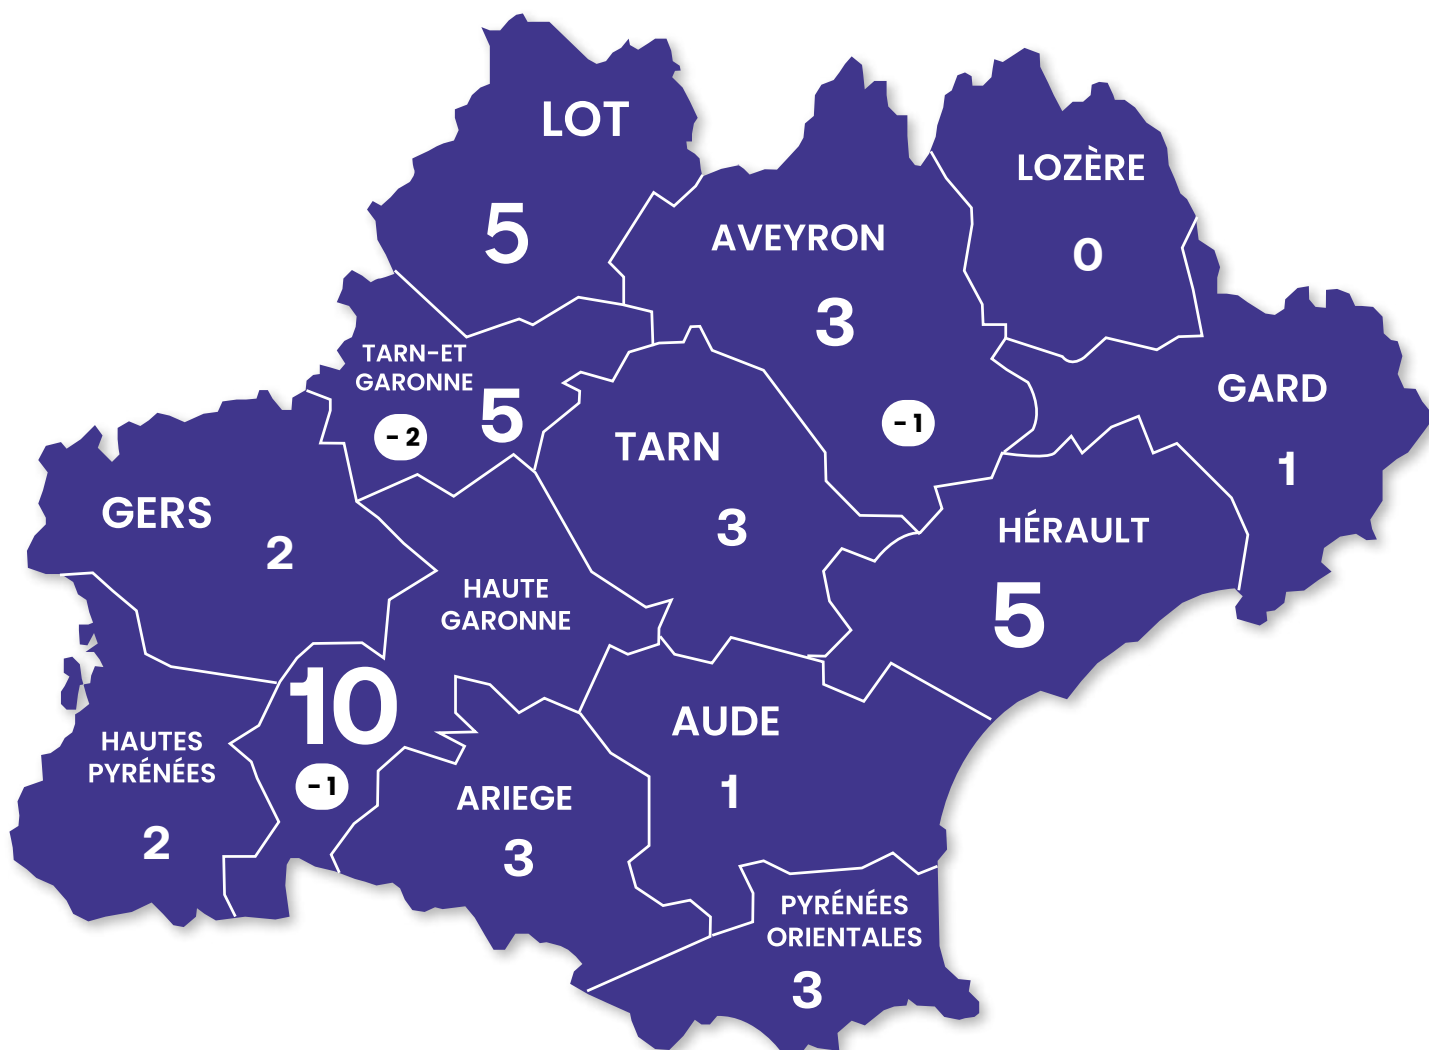 LOT
5
LOZÈRE
0
AVEYRON
3
- 1
TARN-ET
GARONNE
5
- 2
GARD
1
TARN
3
GERS
2
HÉRAULT
5
HAUTE
GARONNE
10
- 1
HAUTES
PYRÉNÉES
2
ARIEGE
3
AUDE
1
PYRÉNÉES
ORIENTALES
3